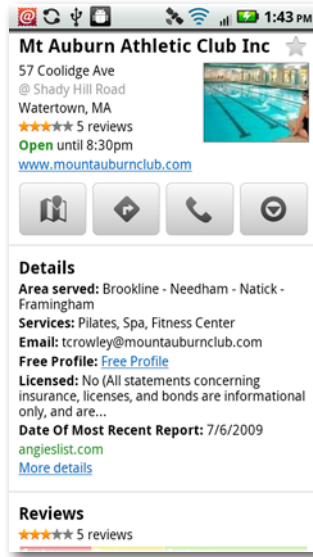 1:43 PM
Mt Auburn Athletic Club Inc
57 Coolidge Ave
@ Shady Hill Road
Watertown, MA
5 reviews
Open until 8:30pm
www.mountauburnclub.com
Details
Area served: Brookline - Needham - Natick -
Framingham
Services: Pilates, Spa, Fitness Center
Email: tcrowley@mountauburnclub.com
Free Profile: Free Profile
Licensed: No (All statements concerning
insurance, licenses, and bonds are informational
only, and are...
Date Of Most Recent Report: 7/6/2009
angieslist.com
More details
Reviews
5 reviews